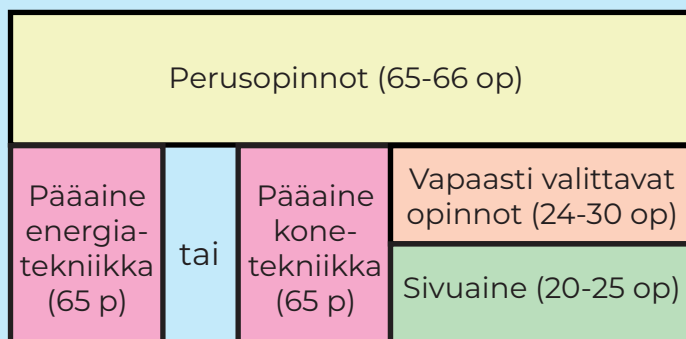 Perusopinnot (65-66 op)
Pääaine
energia-
tekniikka
(65 p)
tai
Pääaine
kone-
tekniikka
(65 p)
Vapaasti valittavat
opinnot (24-30 op)
Sivuaine (20-25 op)